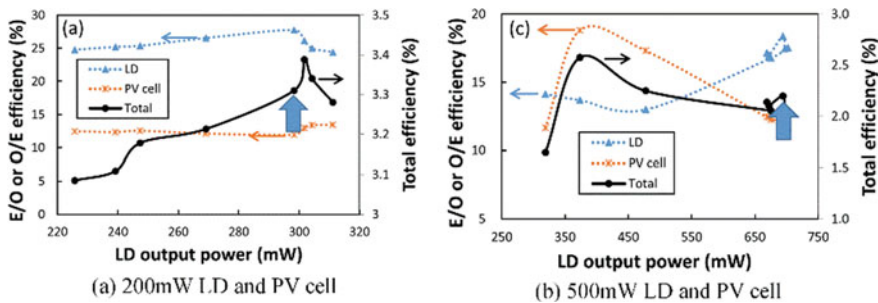 (a)
E/O or O/E efficiency (%)
30
25
20
15
10
5
0
LD
PV cell
Total
3.5
3.4
3.3
3.2
3.1
3
Total efficiency (%)
220 240 260 280 300 320
LD output power (mW)
(a) 200mW LD and PV cell
(c)
E/O or O/E efficiency (%)
20
15
10
5
LD
PV cell
Total
3.0
2.5
2.0
1.5
1.0
Total efficiency (%)
250 350 450 550 650 750
LD output power (mW)
(b) 500mW LD and PV cell